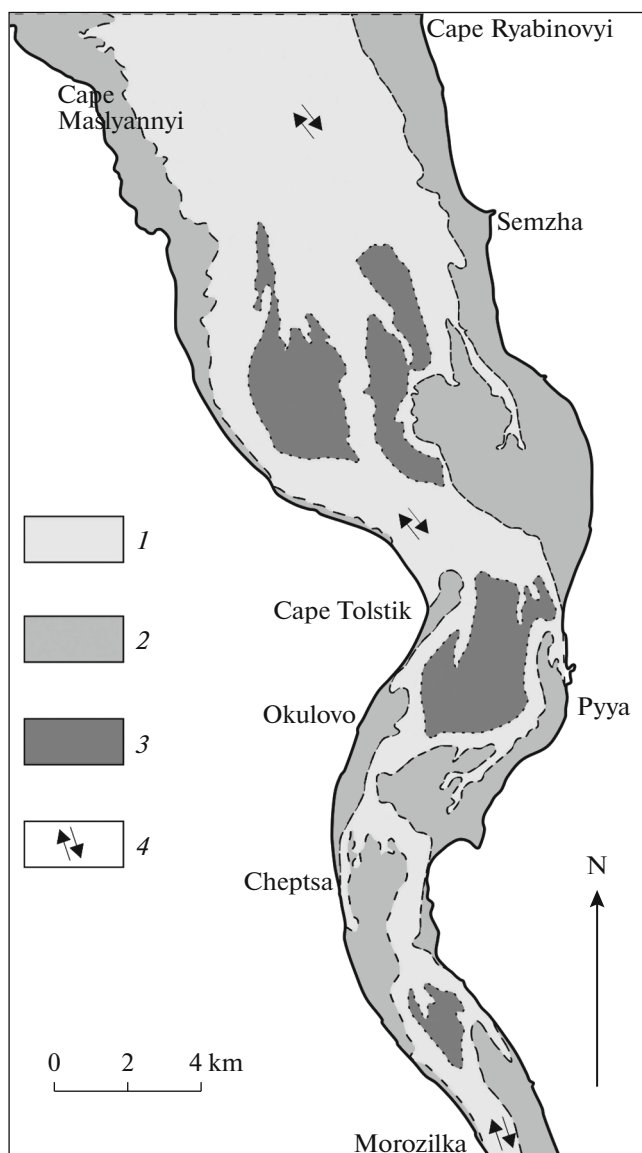 Cape Ryabinovyi
Cape
Maslyannyi
Semzha
1
Cape Tolstik
2
Okulovo
Pyya
3
4
Cheptsa
N
0 2 4 km
Morozilka